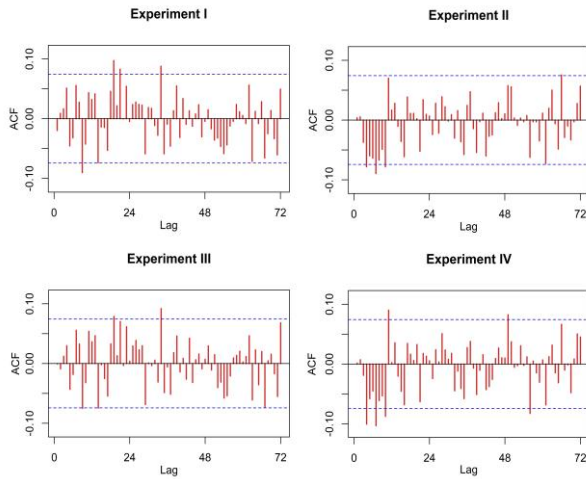 Experiment I
ACF
0.10
0.00
-0.10
0
24
48
72
Lag
Experiment II
ACF
0.10
0.00
-0.10
0
24
48
72
Lag
Experiment III
ACF
0.10
0.00
-0.10
0
24
48
72
Lag
Experiment IV
ACF
0.10
0.00
-0.10
0
24
48
72
Lag